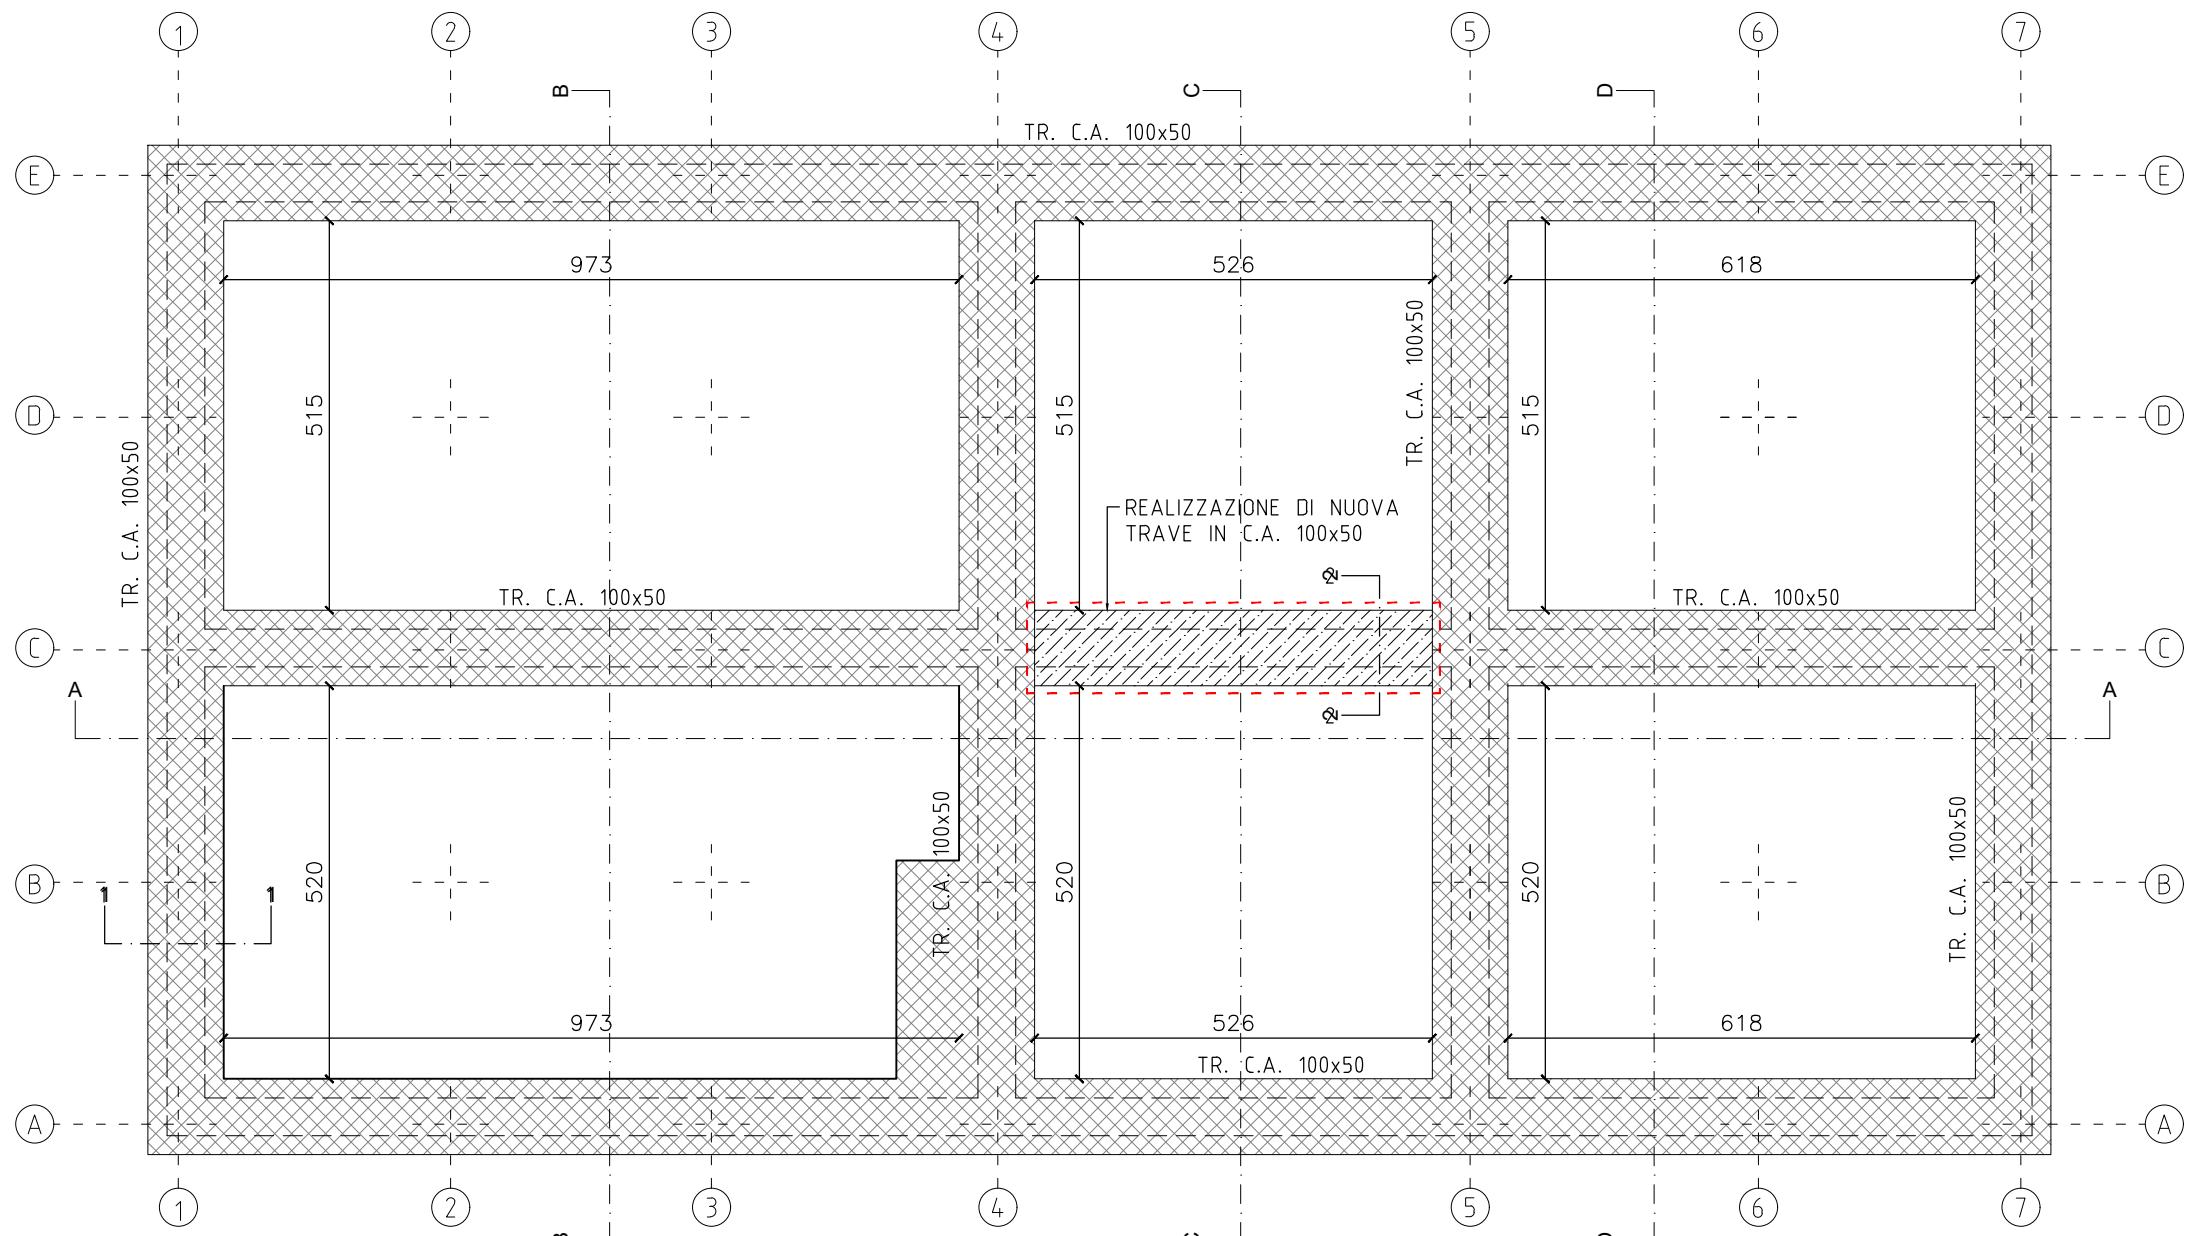 1 2 3 4 5 6 7
B C D
TR. C.A. 100x50
E E
973 526 618
TR. C.A. 100x50
515 515 515
D D
TR. C.A. 100x50
REALIZZAZIONE DI NUOVA
TRAVE IN C.A. 100x50
2
TR. C.A. 100x50 TR. C.A. 100x50
C C
A A
2
TR. C.A. 100x50 TR. C.A. 100x50
520 520 520
B B
1 1
973 526 618
TR. C.A. 100x50
A A
1 2 3 4 5 6 7